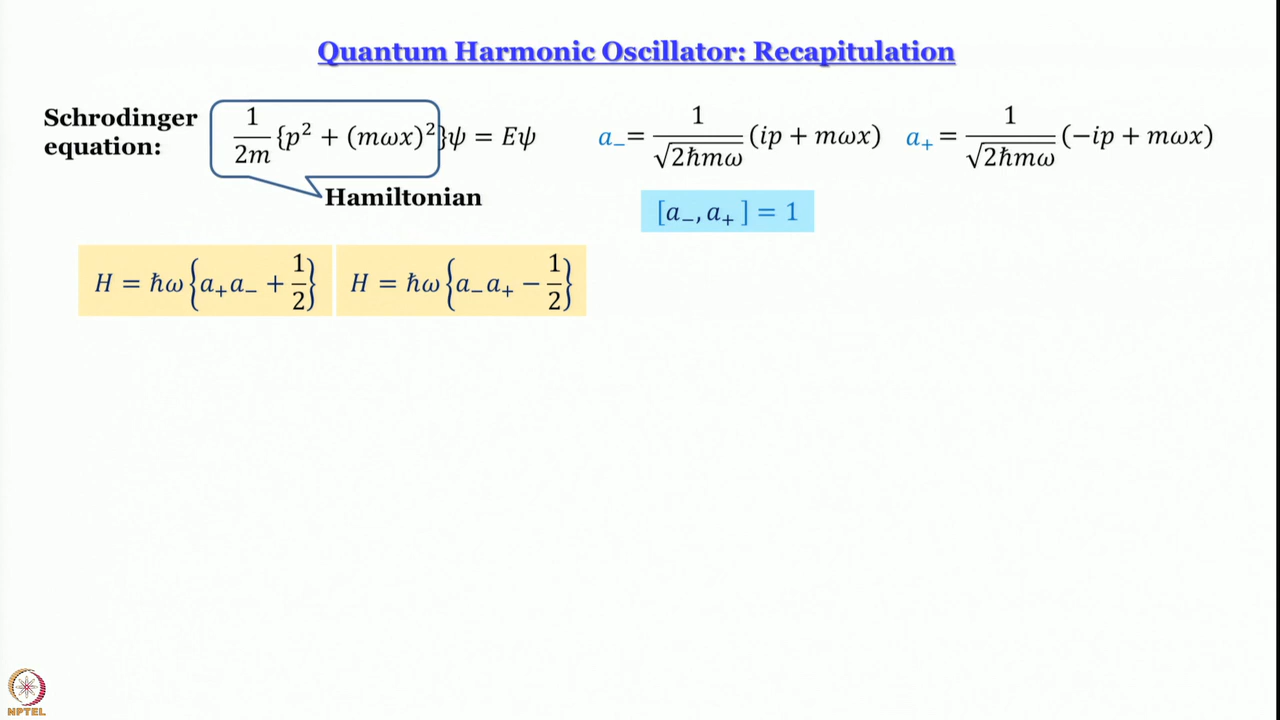 Quantum Harmonic Oscillator: Recapitulation
Schrodinger equation:
1/2m {p² + (mωx)²}ψ = Eψ
a₋ = 1/√2ℏmω (ip + mωx)
a₊ = 1/√2ℏmω (−ip + mωx)
Hamiltonian
[a₋, a₊ ] = 1
H = ℏω{a₊a₋ + 1/2}
H = ℏω{a₋a₊ − 1/2}
NPTEL